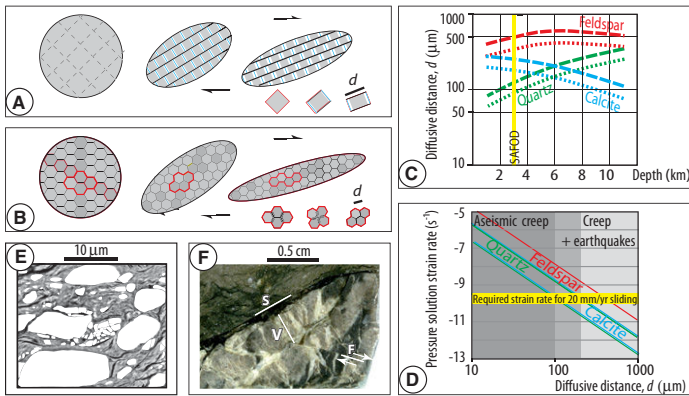 A
d
B
d
E
10 µm
F
0.5 cm
S
V
F
C
Diffusive distance, d (µm)
1000
500
100
50
10
Feldspar
Quartz
Calcite
SAFOD
2 4 6 8 10
Depth (km)
D
Pressure solution strain rate (s-1)
-5
-7
-9
-11
-13
Aseismic creep
Creep
+ earthquakes
Quartz
Feldspar
Required strain rate for 20 mm/yr sliding
Calcite
10 100 1000
Diffusive distance, d (µm)